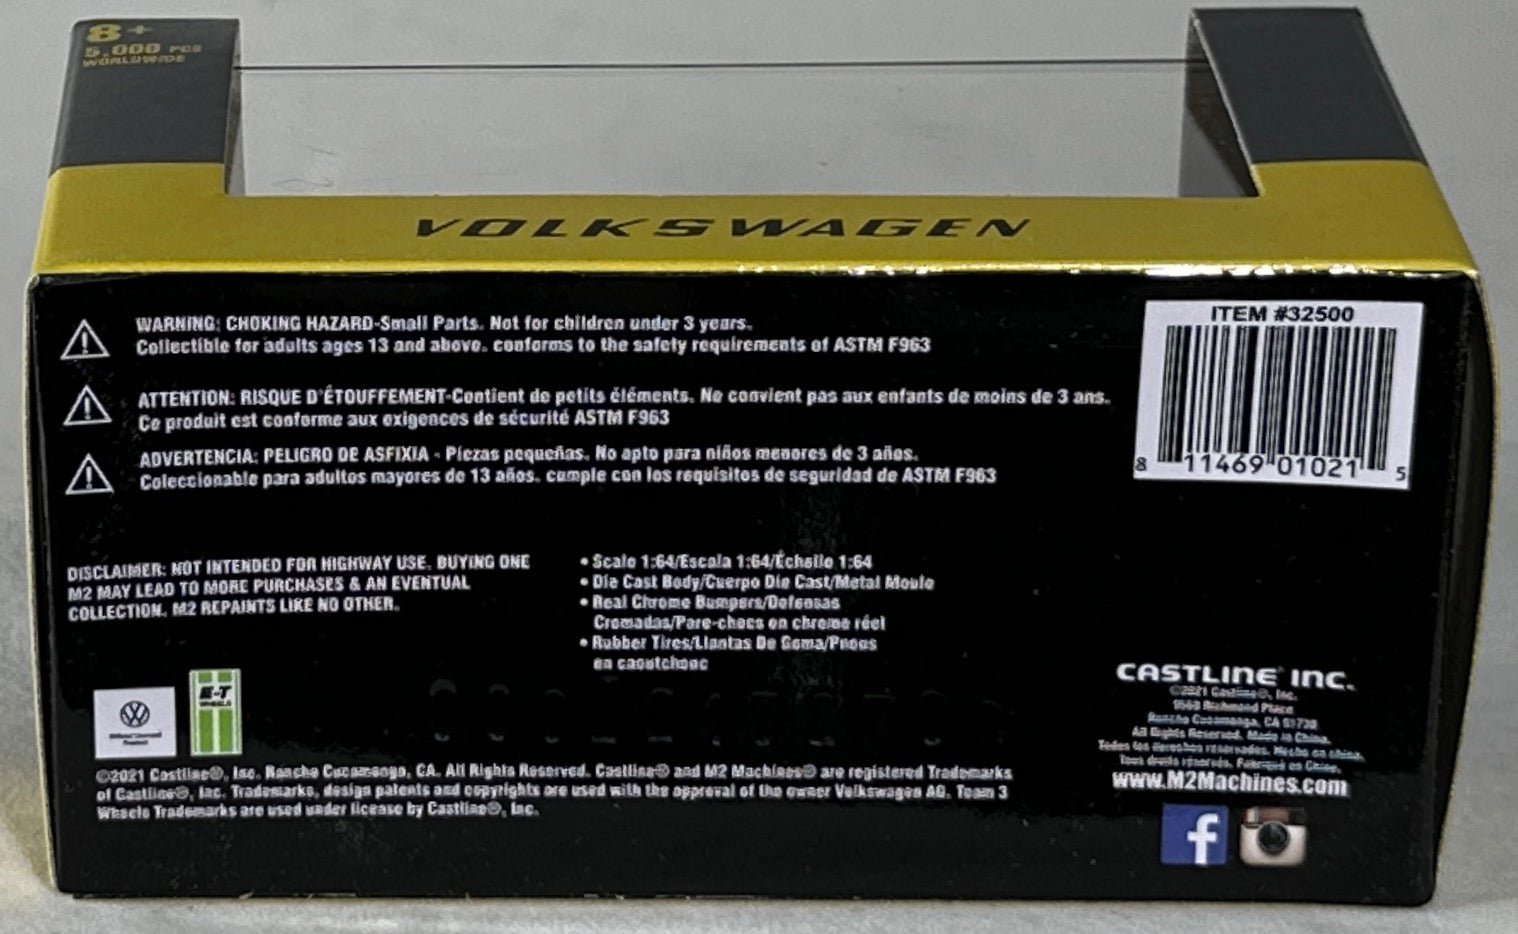 8+
5,000 PCS
WORLDWIDE
VOLKSWAGEN
WARNING: CHOKING HAZARD-Small Parts. Not for children under 3 years.
Collectible for adults ages 13 and above. conforms to the safety requirements of ASTM F963
ATTENTION: RISQUE D'ÉTOUFFEMENT-Contient de petits éléments. Ne convient pas aux enfants de moins de 3 ans.
Ce produit est conforme aux exigences de sécurité ASTM F963
ADVERTENCIA: PELIGRO DE ASFIXIA - Piezas pequeñas. No apto para niños menores de 3 años.
Coleccionable para adultos mayores de 13 años. cumple con los requisitos de seguridad de ASTM F963
ITEM #32500
8 11469 01021 5
DISCLAIMER: NOT INTENDED FOR HIGHWAY USE. BUYING ONE
M2 MAY LEAD TO MORE PURCHASES & AN EVENTUAL
COLLECTION. M2 REPAINTS LIKE NO OTHER.
• Scale 1:64/Escala 1:64/Échelle 1:64
• Die Cast Body/Cuerpo Die Cast/Metal Moule
• Real Chrome Bumpers/Defensas
Cromadas/Pare-chocs en chrome réel
• Rubber Tires/Llantas De Goma/Pneus
en caoutchouc
Official Licensed
Product
E-T
WHEELS
CASTLINE INC.
©2021 Castline®, Inc.
Richmond Place
Rancho Cucamonga, CA 91730
All Rights Reserved. Made in China.
Todos los derechos reservados. Hecho en china.
Tous droits réservés. Fabriqué en Chine.
www.M2Machines.com
©2021 Castline®, Inc. Rancho Cucamonga, CA. All Rights Reserved. Castline® and M2 Machines® are registered Trademarks
of Castline®, Inc. Trademarks, design patents and copyrights are used with the approval of the owner Volkswagen AG. Team 3
Wheels Trademarks are used under license by Castline®, Inc.
f